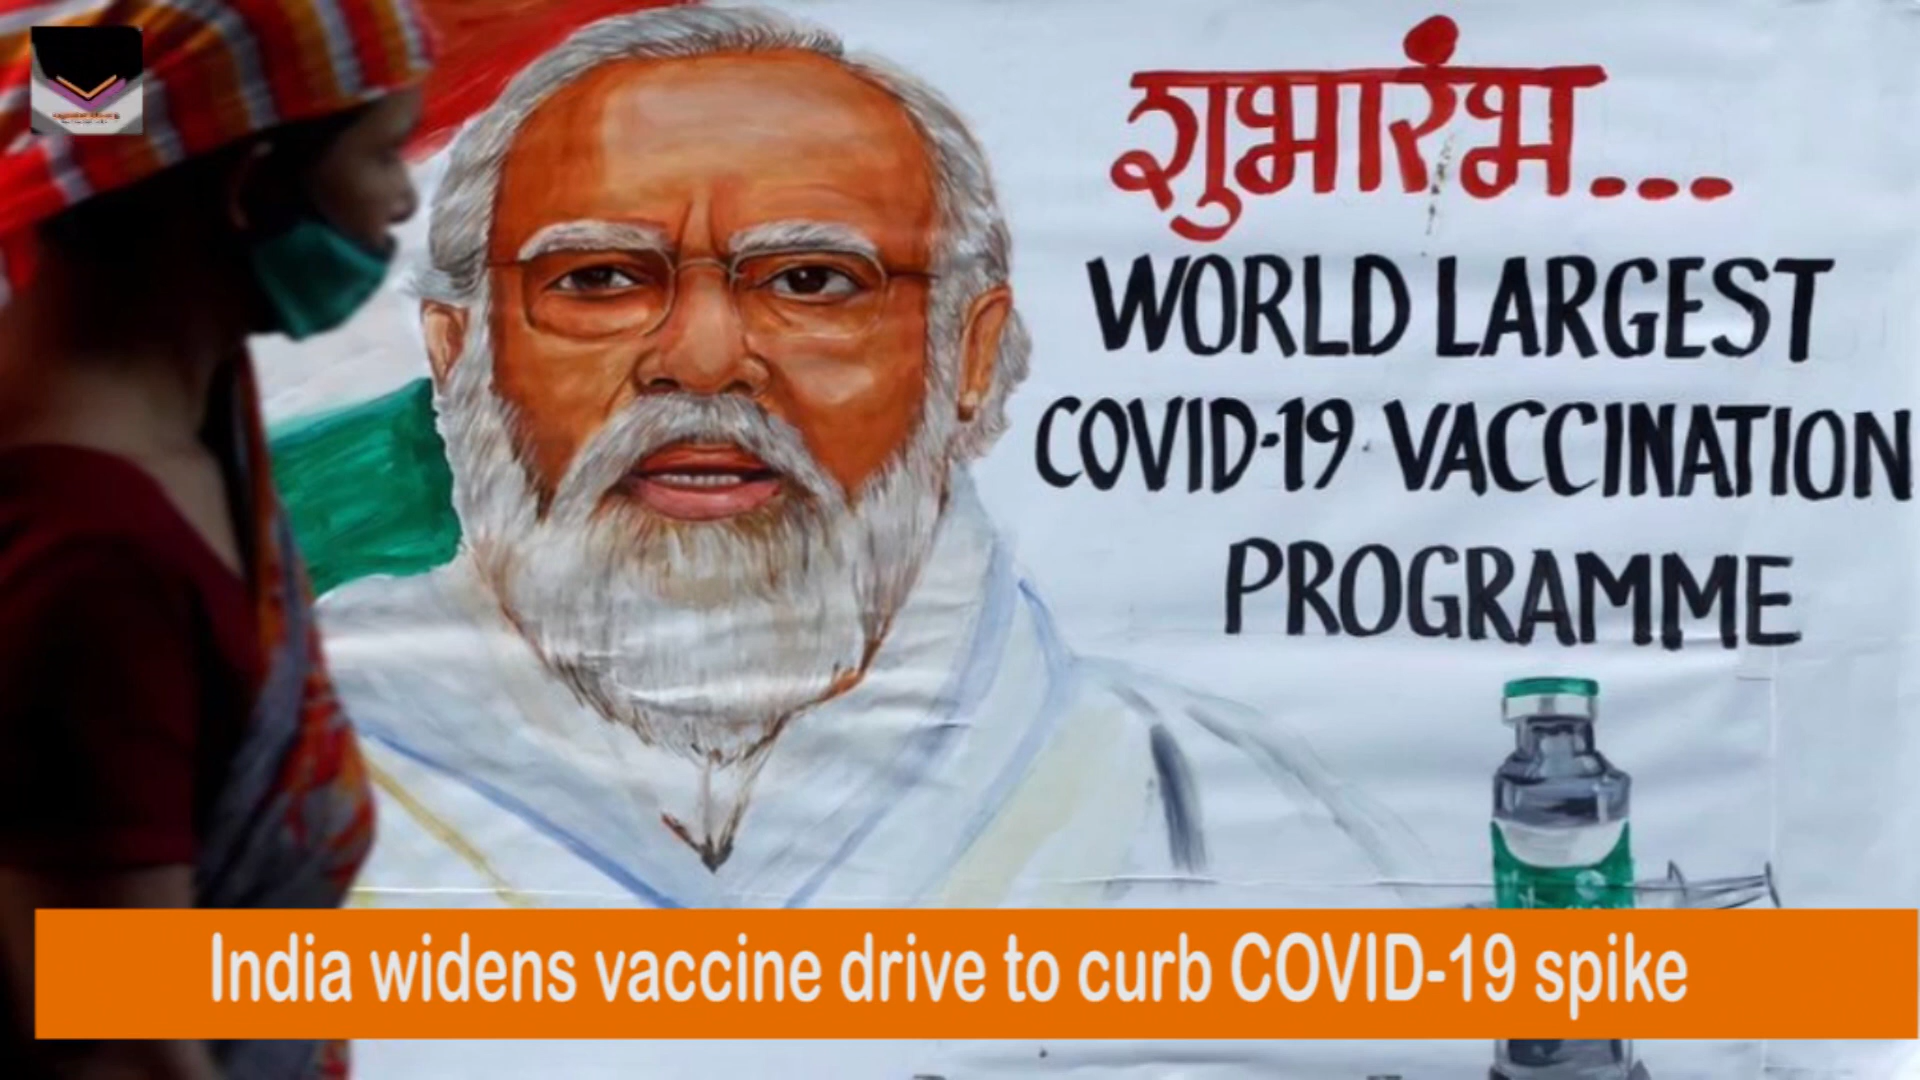 शुभारंभ...
WORLD LARGEST
COVID-19 VACCINATION
PROGRAMME
India widens vaccine drive to curb COVID-19 spike